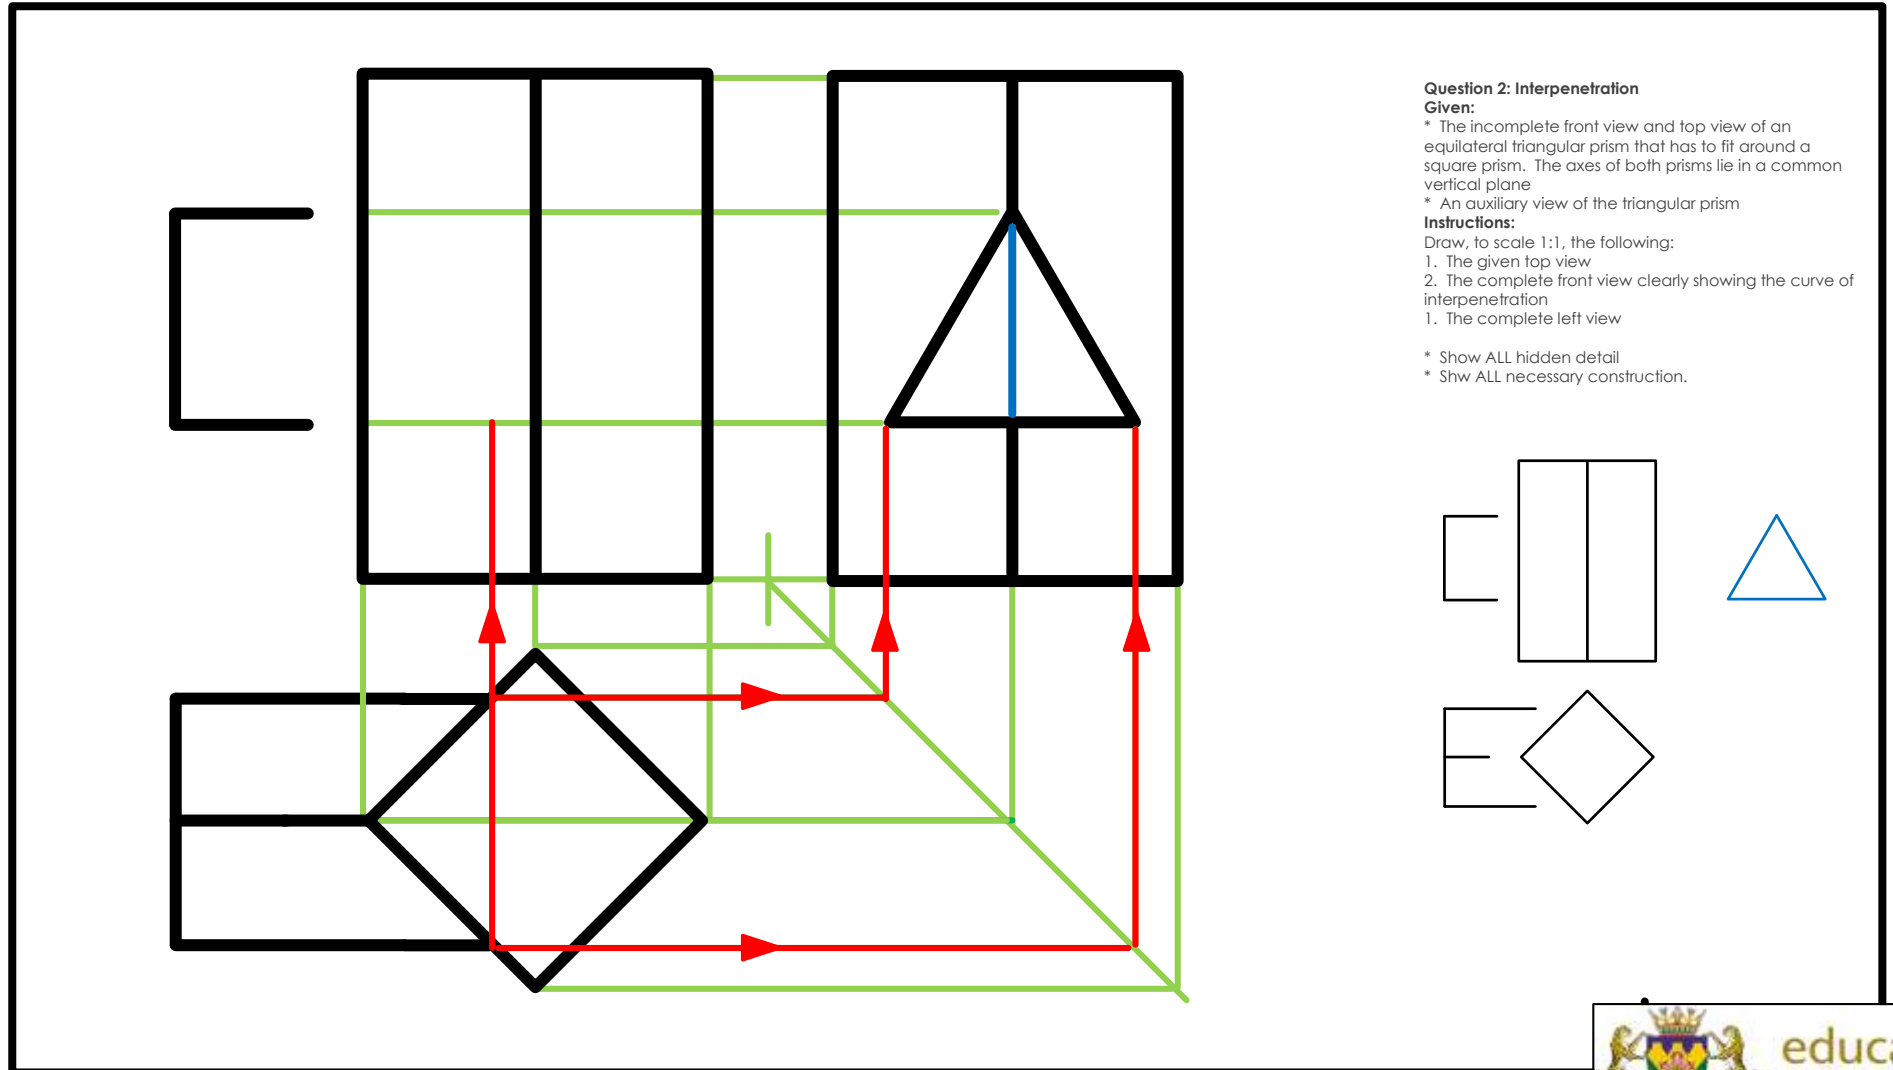 Question 2: Interpenetration
Given:
* The incomplete front view and top view of an
equilateral triangular prism that has to fit around a
square prism. The axes of both prisms lie in a common
vertical plane
* An auxiliary view of the triangular prism
Instructions:
Draw, to scale 1:1, the following:
1. The given top view
2. The complete front view clearly showing the curve of
interpenetration
1. The complete left view
* Show ALL hidden detail
* Shw ALL necessary construction.